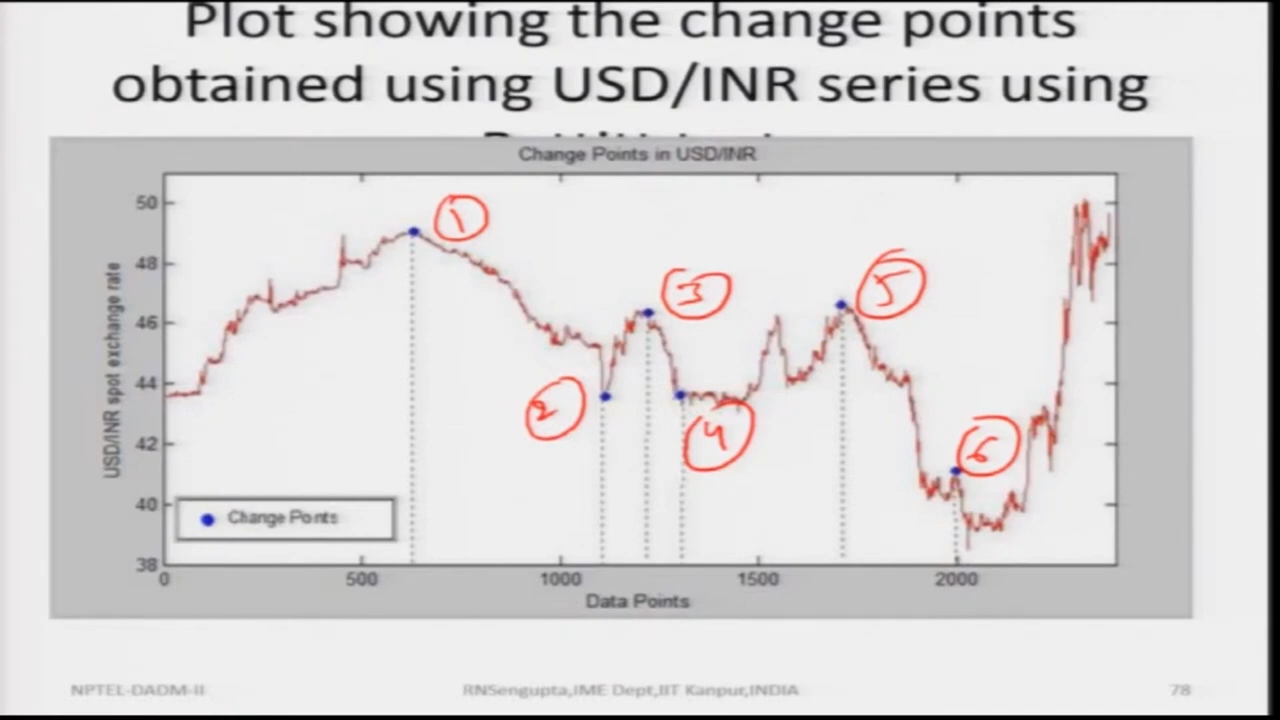 Plot showing the change points
obtained using USD/INR series using
Change Points in USD/INR
USD/INR spot exchange rate
50
48
46
44
42
40
38
0
500
1000
1500
2000
Data Points
Change Points
1
2
3
4
5
6
NPTEL-DADM-II
RNSengupta,IME Dept,IIT Kanpur,INDIA
78